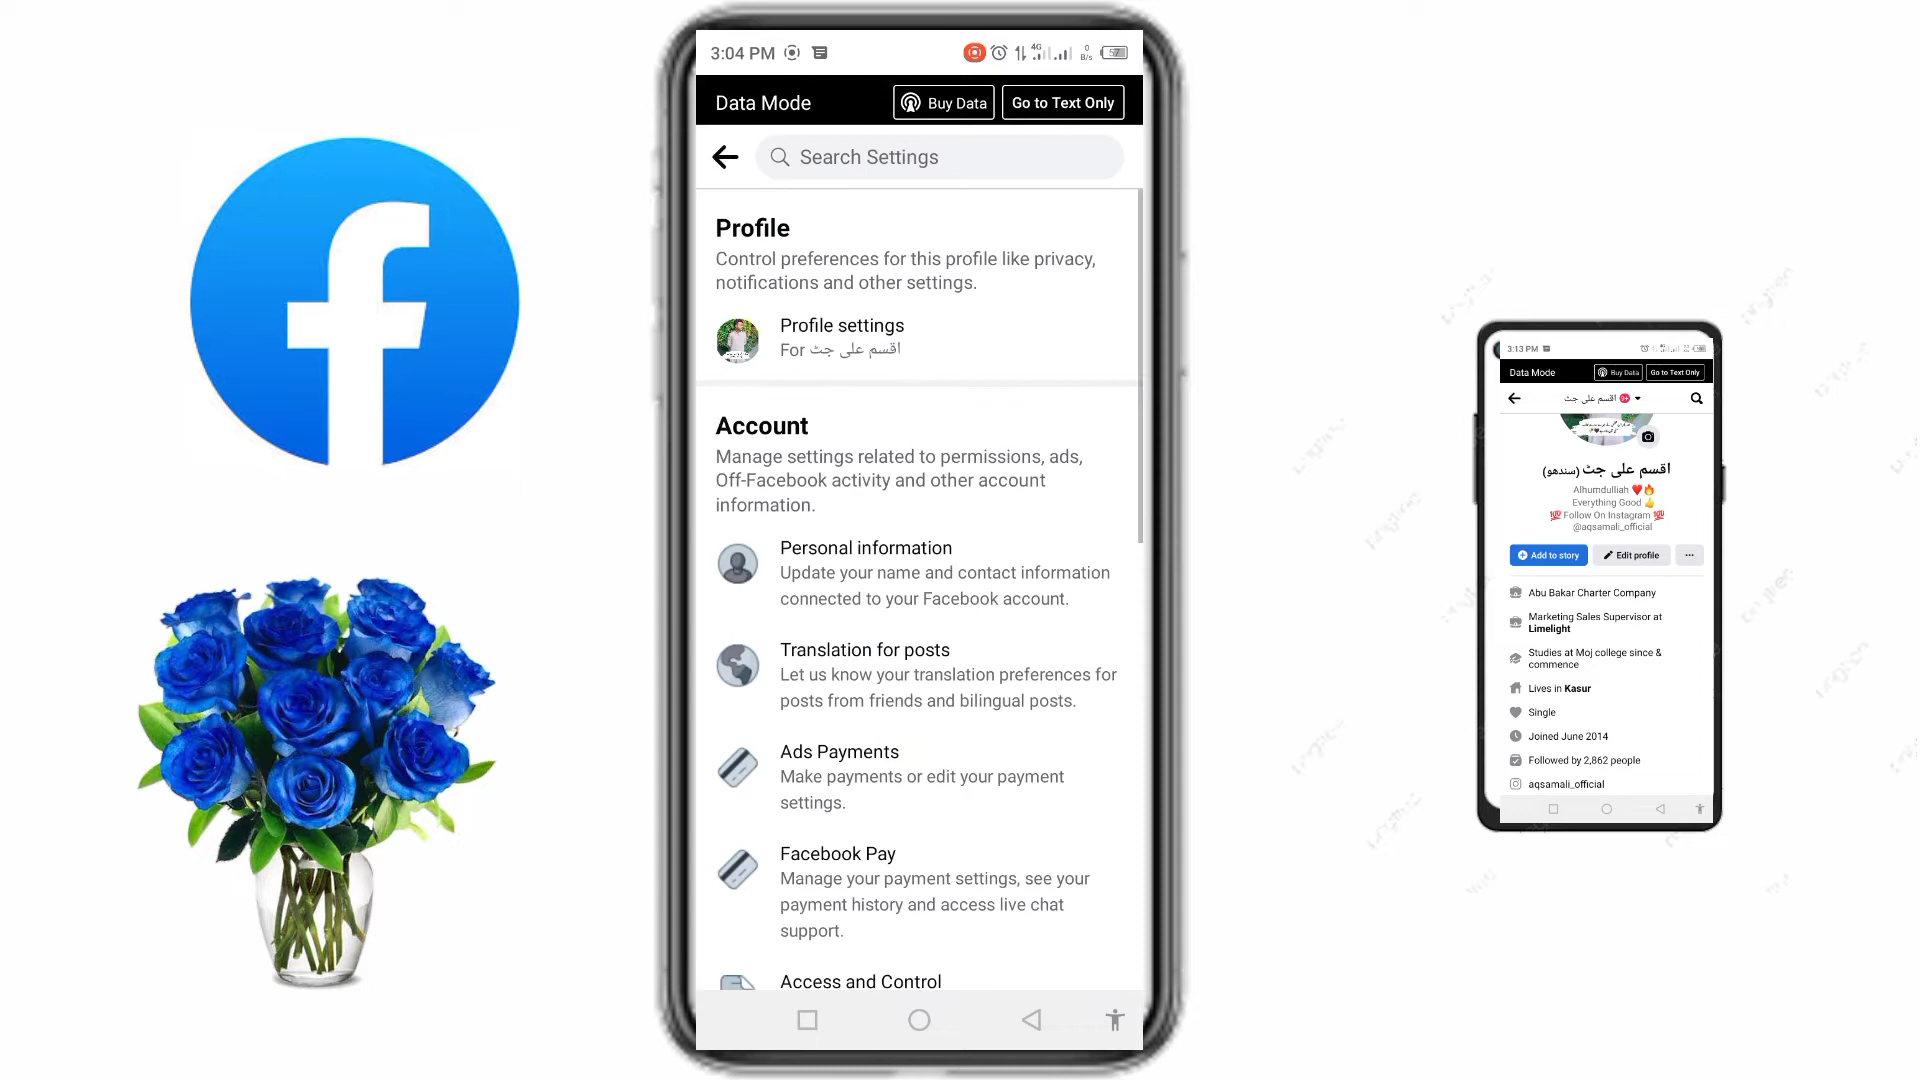 3:04 PM
4G
0
B/s
57
Data Mode
Buy Data
Go to Text Only
Search Settings
Profile
Control preferences for this profile like privacy,
notifications and other settings.
Profile settings
For اقسم علی جٹ
Account
Manage settings related to permissions, ads,
Off-Facebook activity and other account
information.
Personal information
Update your name and contact information
connected to your Facebook account.
Translation for posts
Let us know your translation preferences for
posts from friends and bilingual posts.
Ads Payments
Make payments or edit your payment
settings.
Facebook Pay
Manage your payment settings, see your
payment history and access live chat
support.
Access and Control
3:13 PM
Data Mode
Buy Data
Go to Text Only
اقسم علی جٹ 9+
اقسم علی جٹ (سندھو)
Alhumdulliah ❤️🔥
Everything Good 👍
💯 Follow On Instagram 💯
@aqsamali_official
Add to story
Edit profile
Abu Bakar Charter Company
Marketing Sales Supervisor at
Limelight
Studies at Moj college since &
commence
Lives in Kasur
Single
Joined June 2014
Followed by 2,862 people
aqsamali_official